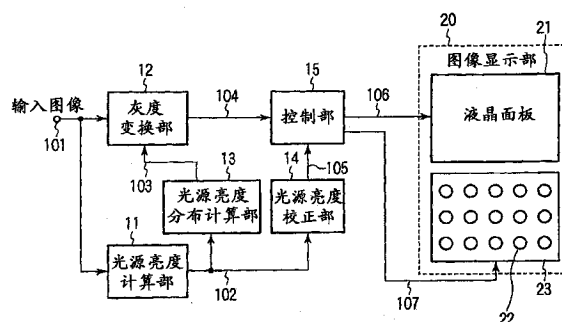 20
21
图像显示部
12
15
输入图像
101
灰度
变换部
104
控制部
106
液晶面板
103
13
14
105
光源亮度
分布计算部
光源亮度
校正部
11
光源亮度
计算部
102
107
22
23